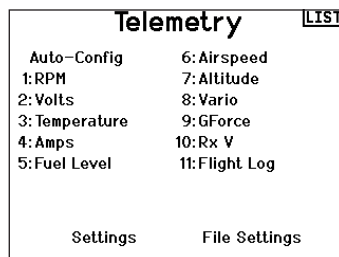 Telemetry
LIST
Auto-Config
1:RPM
2:Volts
3:Temperature
4:Amps
5:Fuel Level
6:Airspeed
7:Altitude
8:Vario
9:GForce
10:Rx V
11:Flight Log
Settings
File Settings